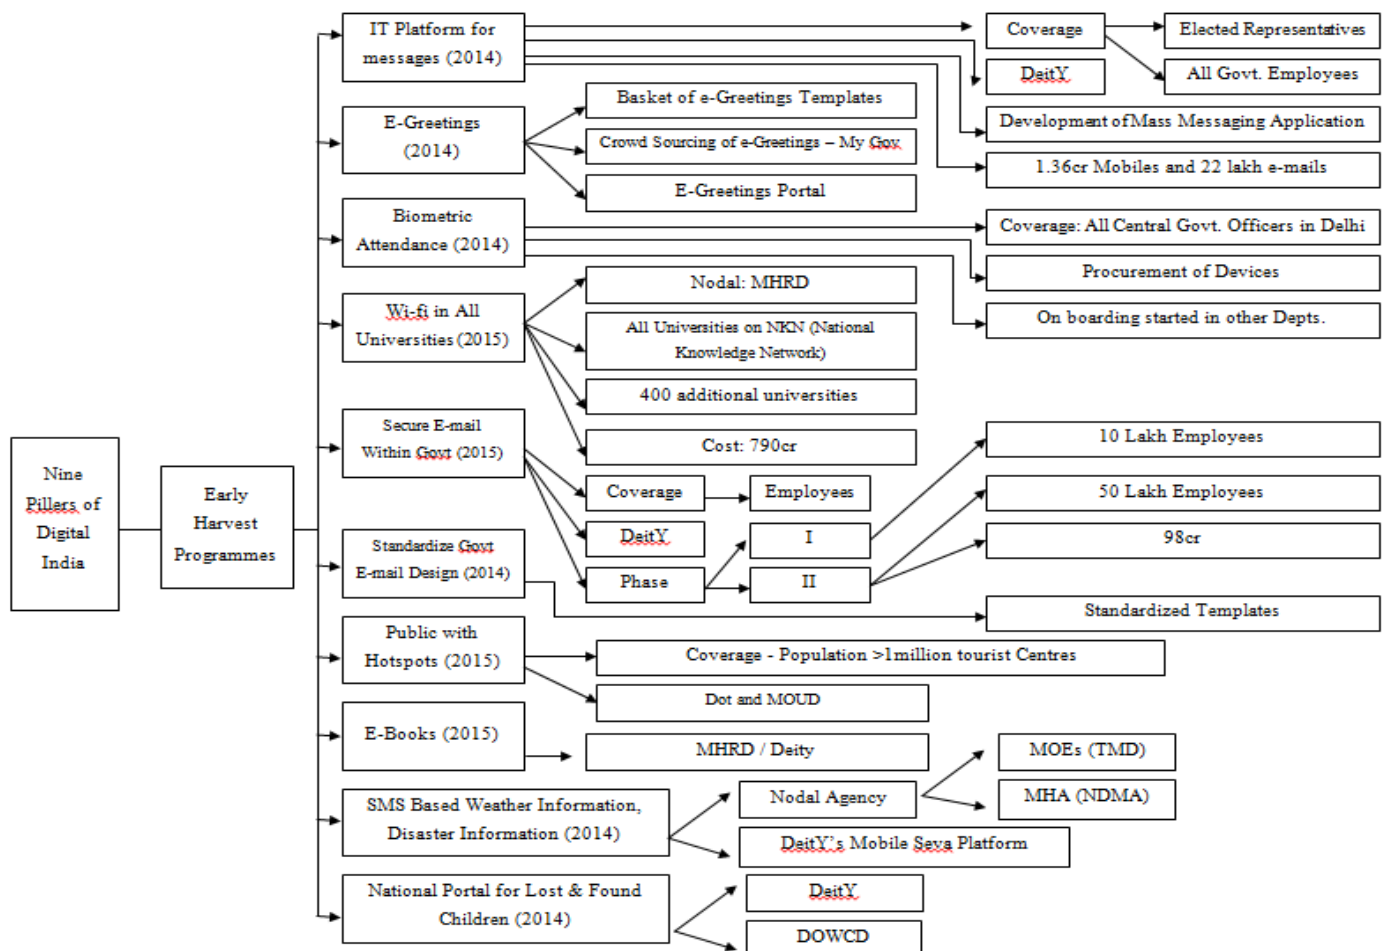 Nine
Pillers of
Digital
India
Early
Harvest
Programmes
IT Platform for
messages (2014)
Coverage
Elected Representatives
All Govt. Employees
DeitY
Development of Mass Messaging Application
1.36cr Mobiles and 22 lakh e-mails
E-Greetings
(2014)
Basket of e-Greetings Templates
Crowd Sourcing of e-Greetings – My Gov
E-Greetings Portal
Biometric
Attendance (2014)
Coverage: All Central Govt. Officers in Delhi
Procurement of Devices
On boarding started in other Depts.
Wi-fi in All
Universities (2015)
Nodal: MHRD
All Universities on NKN (National
Knowledge Network)
400 additional universities
Cost: 790cr
Secure E-mail
Within Govt (2015)
Coverage
Employees
DeitY
Phase
I
II
10 Lakh Employees
50 Lakh Employees
98cr
Standardize Govt
E-mail Design (2014)
Standardized Templates
Public with
Hotspots (2015)
Coverage - Population >1million tourist Centres
Dot and MOUD
E-Books (2015)
MHRD / Deity
SMS Based Weather Information,
Disaster Information (2014)
Nodal Agency
MOEs (TMD)
MHA (NDMA)
DeitY's Mobile Seva Platform
National Portal for Lost & Found
Children (2014)
DeitY
DOWCD